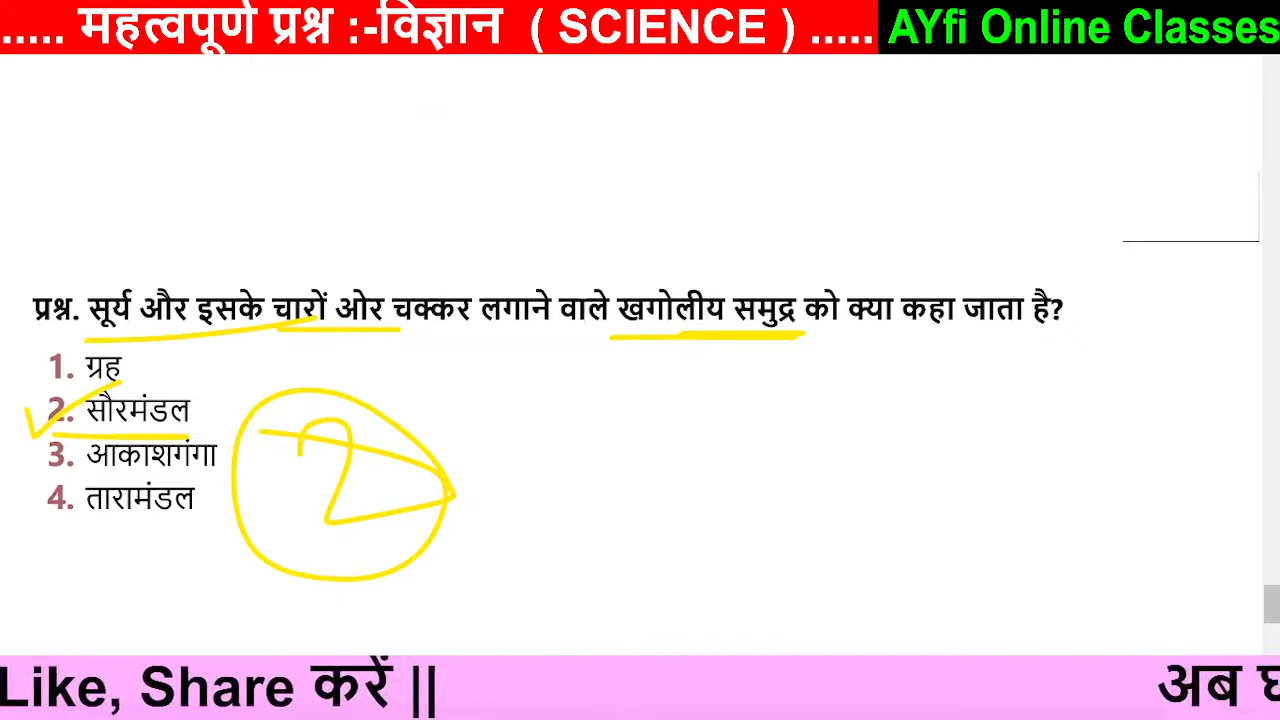 ..... महत्वपूर्ण प्रश्न :-विज्ञान ( SCIENCE ) ..... AYfi Online Classes
प्रश्न. सूर्य और इसके चारों ओर चक्कर लगाने वाले खगोलीय समुद्र को क्या कहा जाता है?
1. ग्रह
2. सौरमंडल
3. आकाशगंगा
4. तारामंडल
2
Like, Share करें || अब